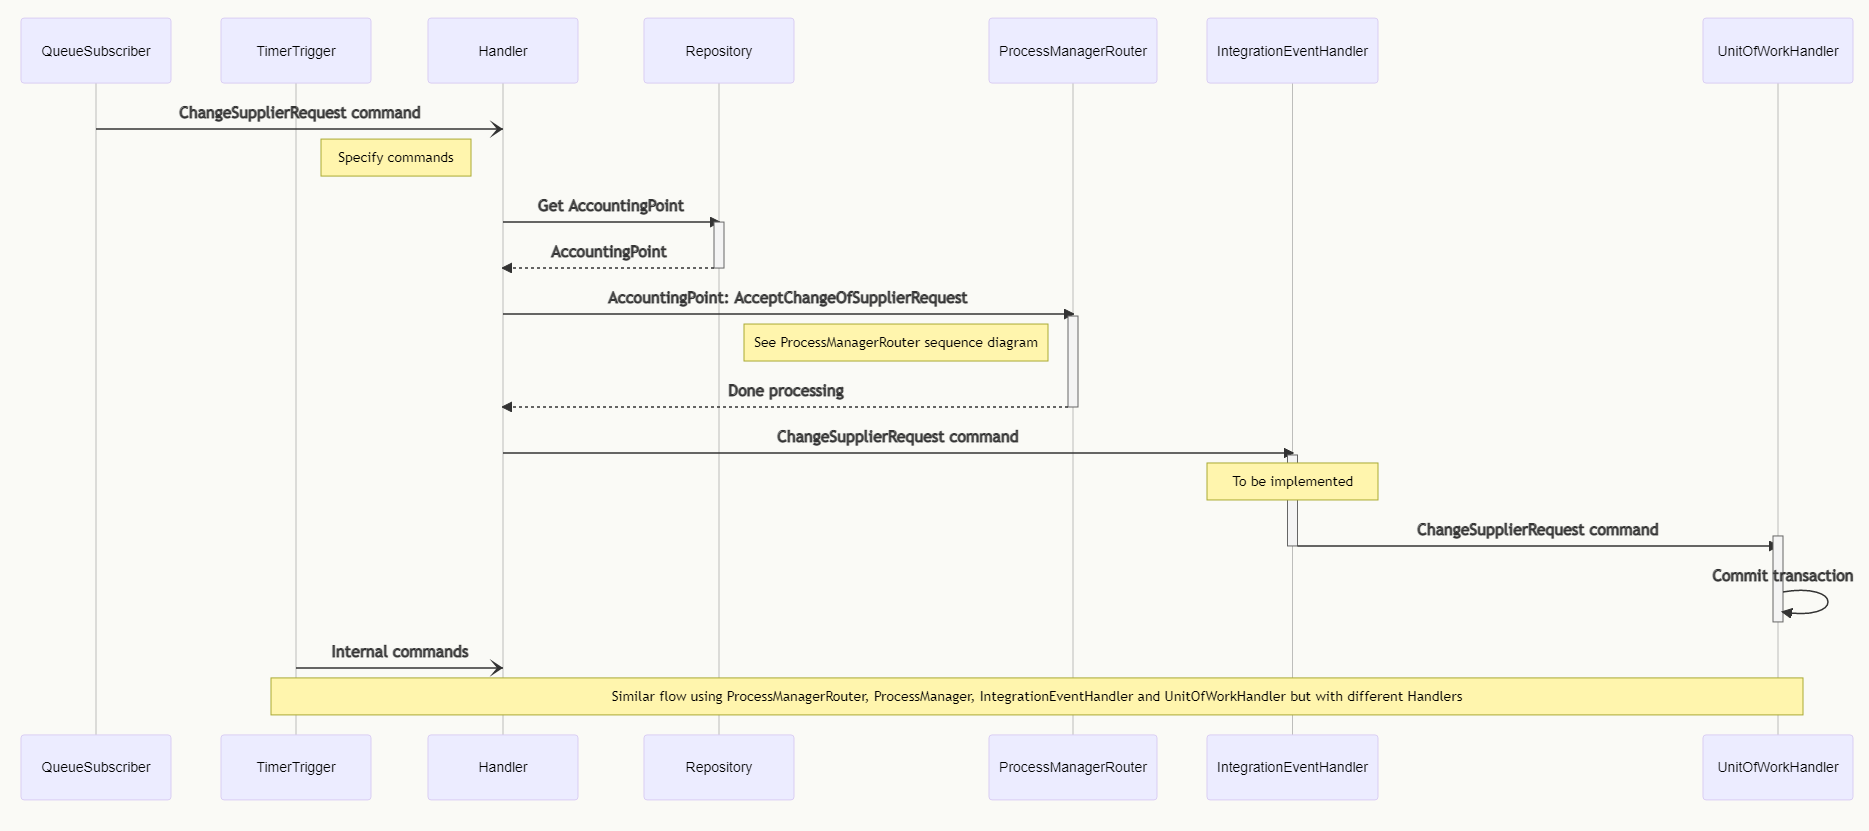 QueueSubscriber
TimerTrigger
Handler
Repository
ProcessManagerRouter
IntegrationEventHandler
UnitOfWorkHandler
ChangeSupplierRequest command
Specify commands
Get AccountingPoint
AccountingPoint
AccountingPoint: AcceptChangeOfSupplierRequest
See ProcessManagerRouter sequence diagram
Done processing
ChangeSupplierRequest command
To be implemented
ChangeSupplierRequest command
Commit transaction
Internal commands
Similar flow using ProcessManagerRouter, ProcessManager, IntegrationEventHandler and UnitOfWorkHandler but with different Handlers
QueueSubscriber
TimerTrigger
Handler
Repository
ProcessManagerRouter
IntegrationEventHandler
UnitOfWorkHandler